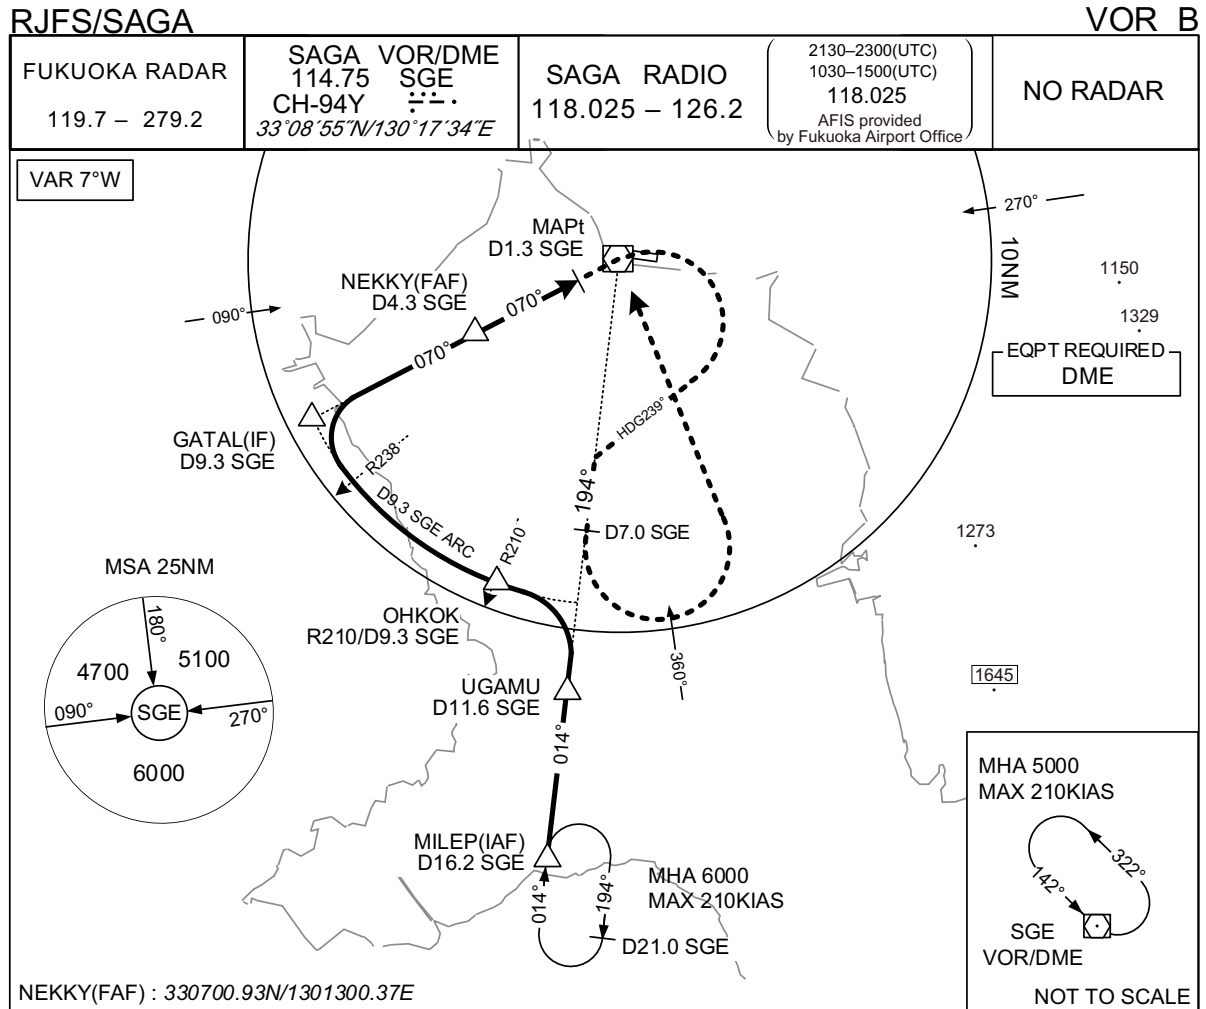 RJFS/SAGA
VOR B
FUKUOKA RADAR
119.7 – 279.2
SAGA VOR/DME
114.75 SGE
CH-94Y
33°08´55˝N/130°17´34˝E
SAGA RADIO
118.025 – 126.2
2130–2300(UTC)
1030–1500(UTC)
118.025
AFIS provided
by Fukuoka Airport Office
NO RADAR
VAR 7°W
270°
10NM
MAPt
D1.3 SGE
NEKKY(FAF)
D4.3 SGE
090°
070°
070°
1150
1329
EQPT REQUIRED
DME
GATAL(IF)
D9.3 SGE
R238
HDG239°
194°
D9.3 SGE ARC
R210
D7.0 SGE
1273
OHKOK
R210/D9.3 SGE
360°
MSA 25NM
180°
4700
5100
090°
SGE
270°
6000
UGAMU
D11.6 SGE
014°
1645
MILEP(IAF)
D16.2 SGE
014°
194°
MHA 6000
MAX 210KIAS
D21.0 SGE
MHA 5000
MAX 210KIAS
322°
142°
SGE
VOR/DME
NOT TO SCALE
NEKKY(FAF) : 330700.93N/1301300.37E